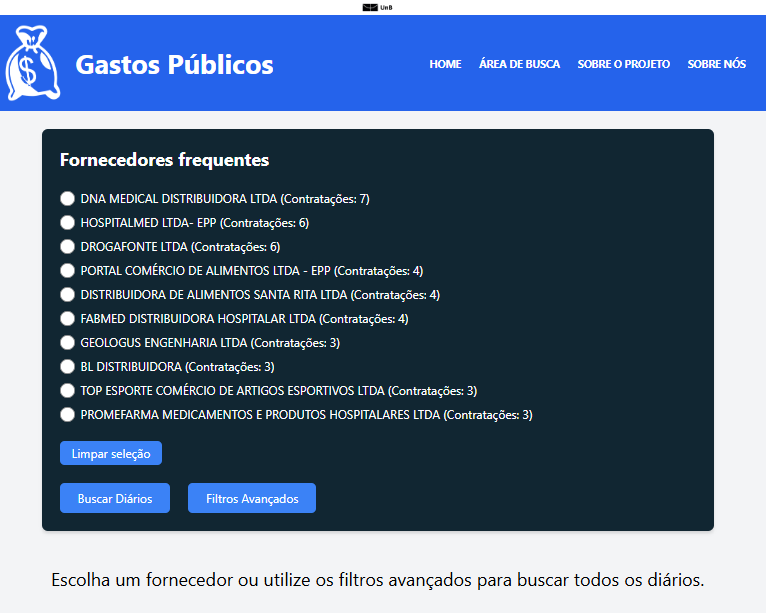 UnB
Gastos Públicos
HOME ÁREA DE BUSCA SOBRE O PROJETO SOBRE NÓS
Fornecedores frequentes
DNA MEDICAL DISTRIBUIDORA LTDA (Contratações: 7)
HOSPITALMED LTDA- EPP (Contratações: 6)
DROGAFONTE LTDA (Contratações: 6)
PORTAL COMÉRCIO DE ALIMENTOS LTDA - EPP (Contratações: 4)
DISTRIBUIDORA DE ALIMENTOS SANTA RITA LTDA (Contratações: 4)
FABMED DISTRIBUIDORA HOSPITALAR LTDA (Contratações: 4)
GEOLOGUS ENGENHARIA LTDA (Contratações: 3)
BL DISTRIBUIDORA (Contratações: 3)
TOP ESPORTE COMÉRCIO DE ARTIGOS ESPORTIVOS LTDA (Contratações: 3)
PROMEFARMA MEDICAMENTOS E PRODUTOS HOSPITALARES LTDA (Contratações: 3)
Limpar seleção
Buscar Diários Filtros Avançados
Escolha um fornecedor ou utilize os filtros avançados para buscar todos os diários.